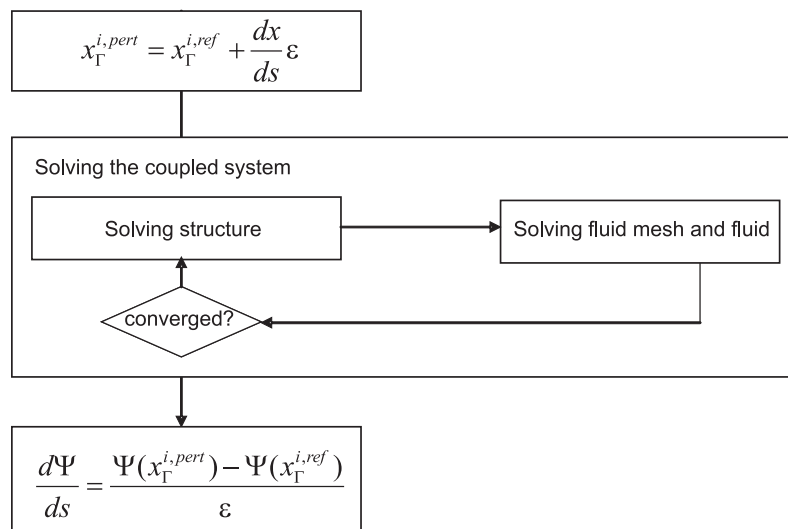 x_Γ^{i,pert} = x_Γ^{i,ref} + dx/ds ε
Solving the coupled system
Solving structure
Solving fluid mesh and fluid
converged?
dΨ/ds = Ψ(x_Γ^{i,pert}) − Ψ(x_Γ^{i,ref}) / ε